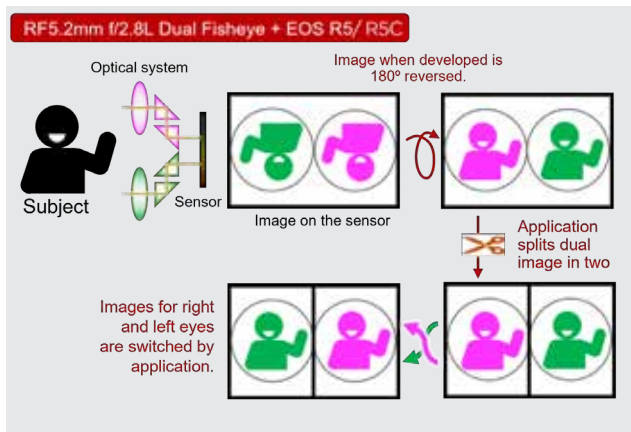 RF5.2mm f/2.8L Dual Fisheye + EOS R5/ R5C
Optical system
Image when developed is
180º reversed.
Subject
Sensor
Image on the sensor
Application
splits dual
image in two
Images for right
and left eyes
are switched by
application.